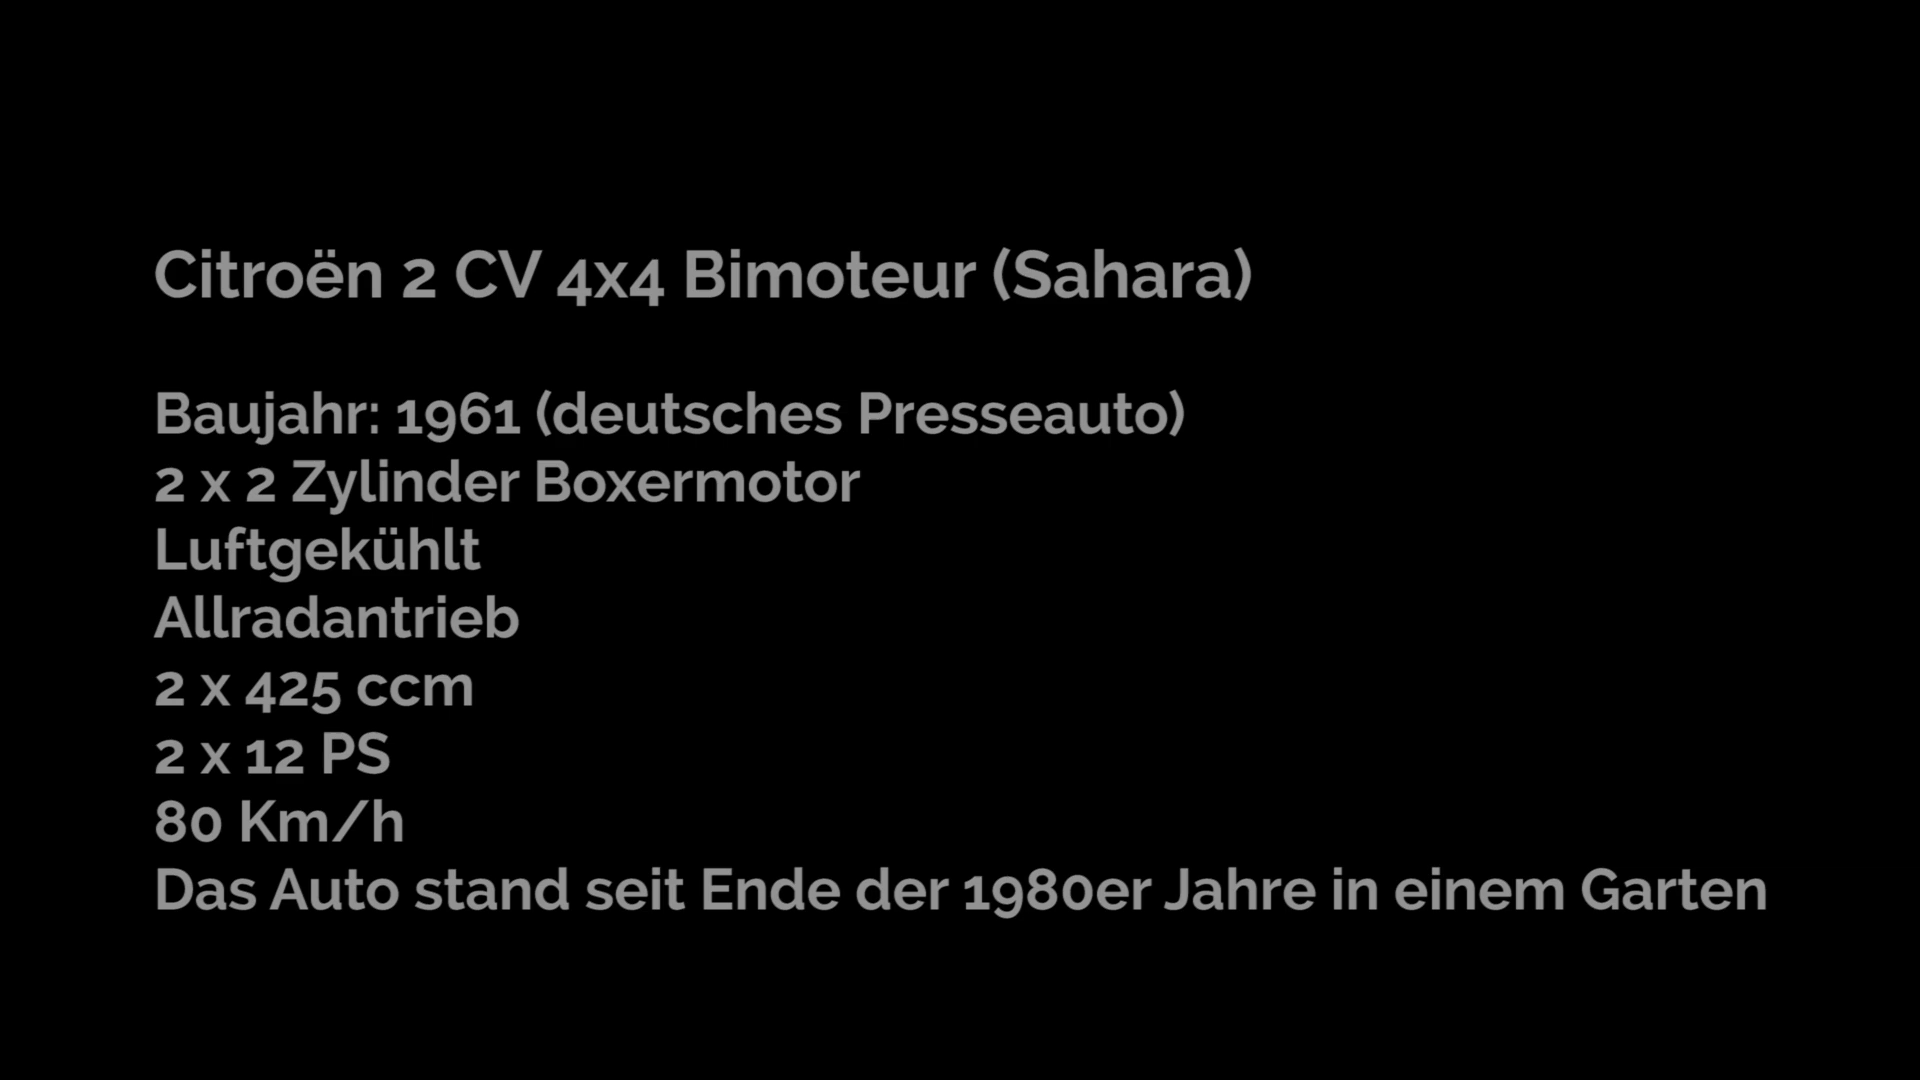 Citroën 2 CV 4x4 Bimoteur (Sahara)
Baujahr: 1961 (deutsches Presseauto)
2 x 2 Zylinder Boxermotor
Luftgekühlt
Allradantrieb
2 x 425 ccm
2 x 12 PS
80 Km/h
Das Auto stand seit Ende der 1980er Jahre in einem Garten